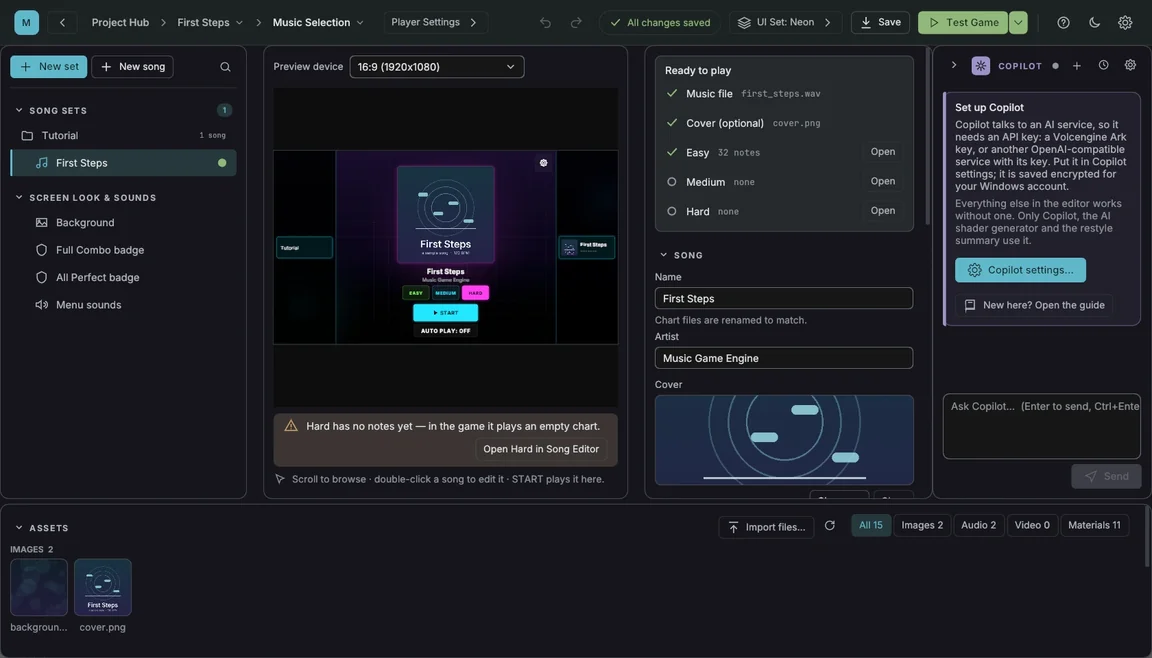 M
Project Hub
First Steps
Music Selection
Player Settings
All changes saved
UI Set: Neon
Save
Test Game
New set
New song
SONG SETS
1
Tutorial
1 song
First Steps
SCREEN LOOK & SOUNDS
Background
Full Combo badge
All Perfect badge
Menu sounds
Preview device
16:9 (1920x1080)
Tutorial
First Steps
First Steps
Music Game Engine
EASY
MEDIUM
HARD
START
AUTO PLAY: OFF
First Steps
Hard has no notes yet — in the game it plays an empty chart.
Open Hard in Song Editor
Scroll to browse · double-click a song to edit it · START plays it here.
Ready to play
Music file first_steps.wav
Cover (optional) cover.png
Easy 32 notes Open
Medium none Open
Hard none Open
SONG
Name
First Steps
Chart files are renamed to match.
Artist
Music Game Engine
Cover
COPILOT
Set up Copilot
Copilot talks to an AI service, so it
needs an API key: a Volcengine Ark
key, or another OpenAI-compatible
service with its key. Put it in Copilot
settings; it is saved encrypted for
your Windows account.
Everything else in the editor works
without one. Only Copilot, the AI
shader generator and the restyle
summary use it.
Copilot settings...
New here? Open the guide
Ask Copilot... (Enter to send, Ctrl+Ente
Send
ASSETS
Import files...
All 15
Images 2
Audio 2
Video 0
Materials 11
IMAGES 2
First Steps
backgroun...
cover.png